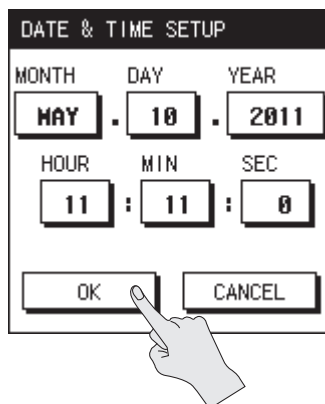 DATE & TIME SETUP
MONTH DAY YEAR
MAY . 10 . 2011
HOUR MIN SEC
11 : 11 : 0
OK CANCEL